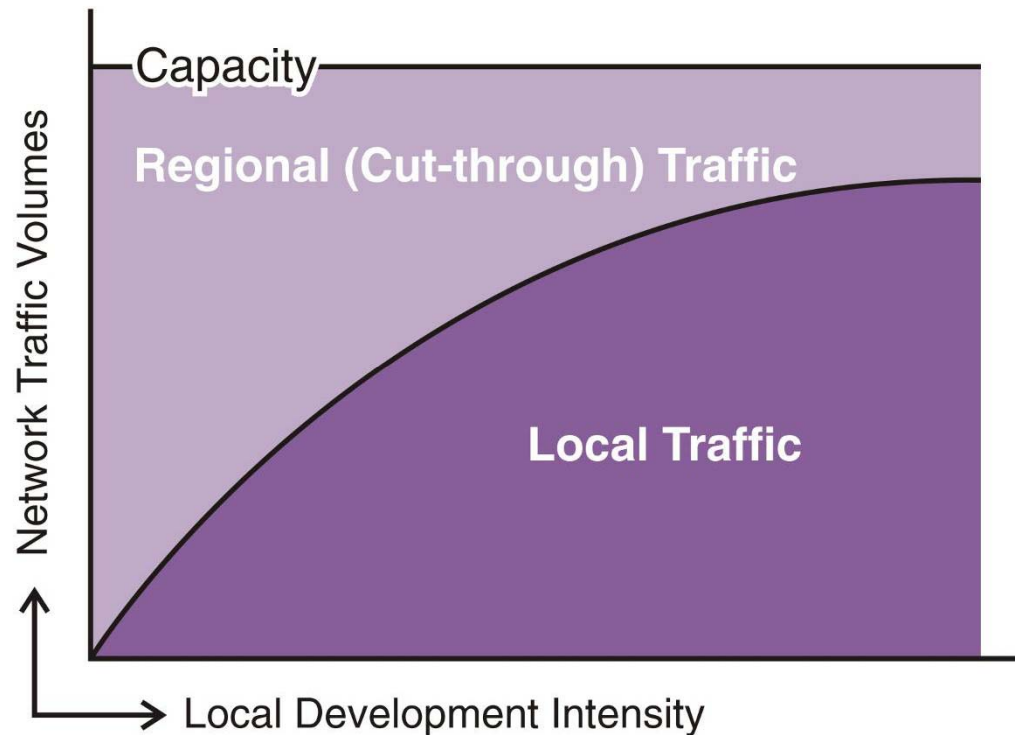 Capacity
Regional (Cut-through) Traffic
Network Traffic Volumes
Local Traffic
Local Development Intensity